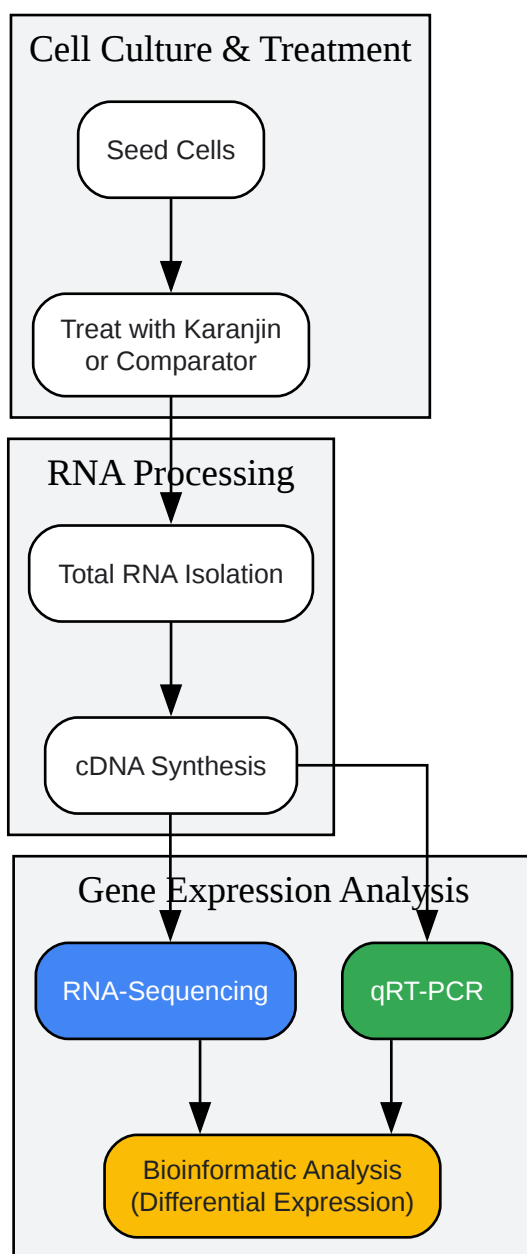 Cell Culture & Treatment
Seed Cells
Treat with Karanjin
or Comparator
RNA Processing
Total RNA Isolation
cDNA Synthesis
Gene Expression Analysis
RNA-Sequencing
qRT-PCR
Bioinformatic Analysis
(Differential Expression)